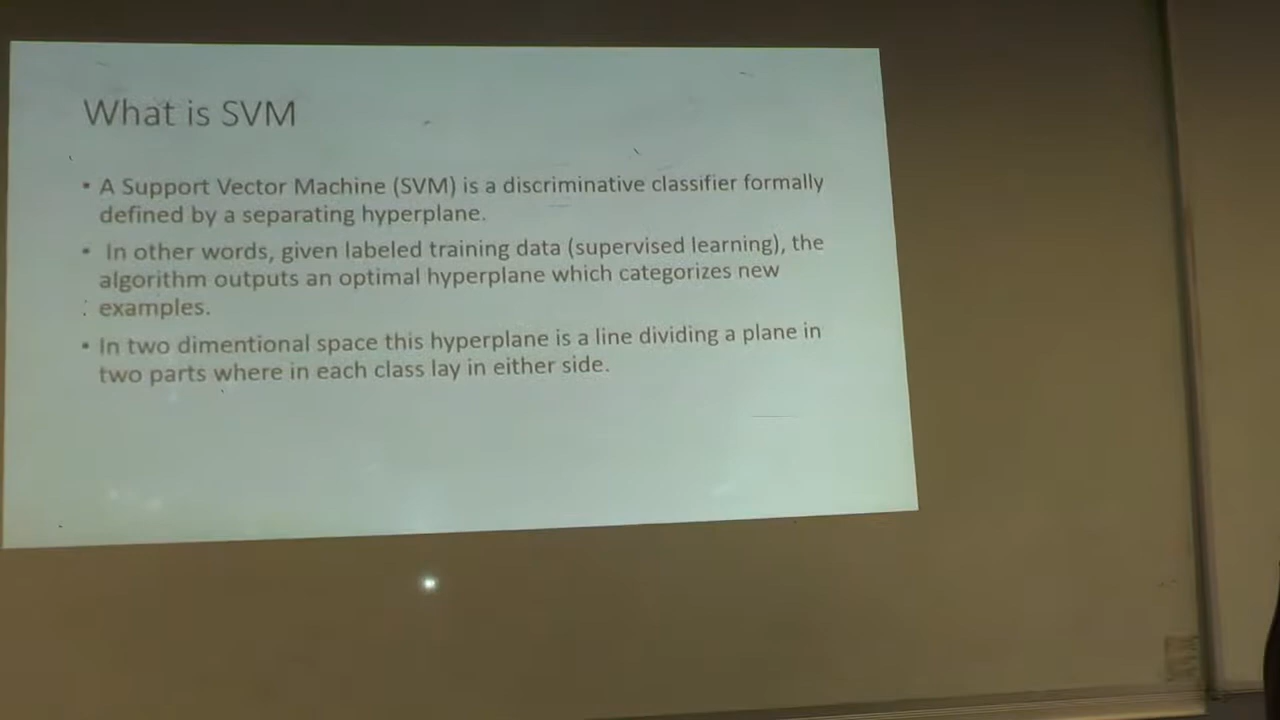 What is SVM
• A Support Vector Machine (SVM) is a discriminative classifier formally
defined by a separating hyperplane.
• In other words, given labeled training data (supervised learning), the
algorithm outputs an optimal hyperplane which categorizes new
examples.
• In two dimentional space this hyperplane is a line dividing a plane in
two parts where in each class lay in either side.